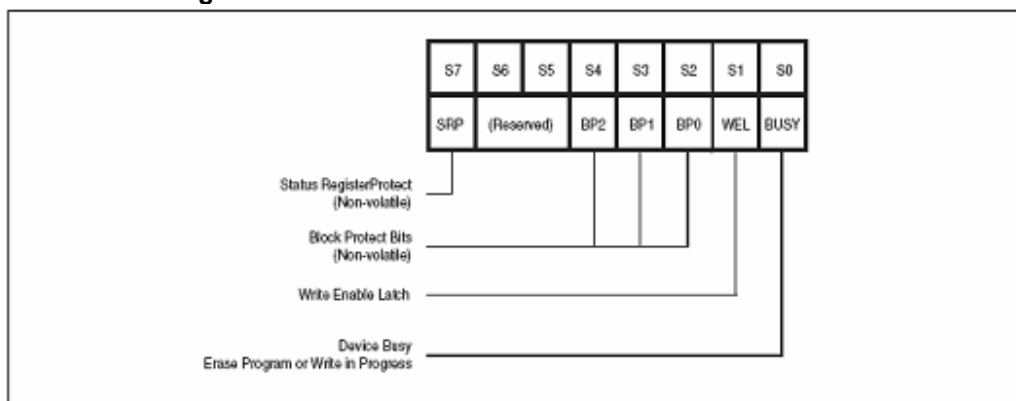 S7 S6 S5 S4 S3 S2 S1 S0
SRP (Reserved) BP2 BP1 BP0 WEL BUSY
Status RegisterProtect
(Non-volatile)
Block Protect Bits
(Non-volatile)
Write Enable Latch
Device Busy
Erase Program or Write in Progress